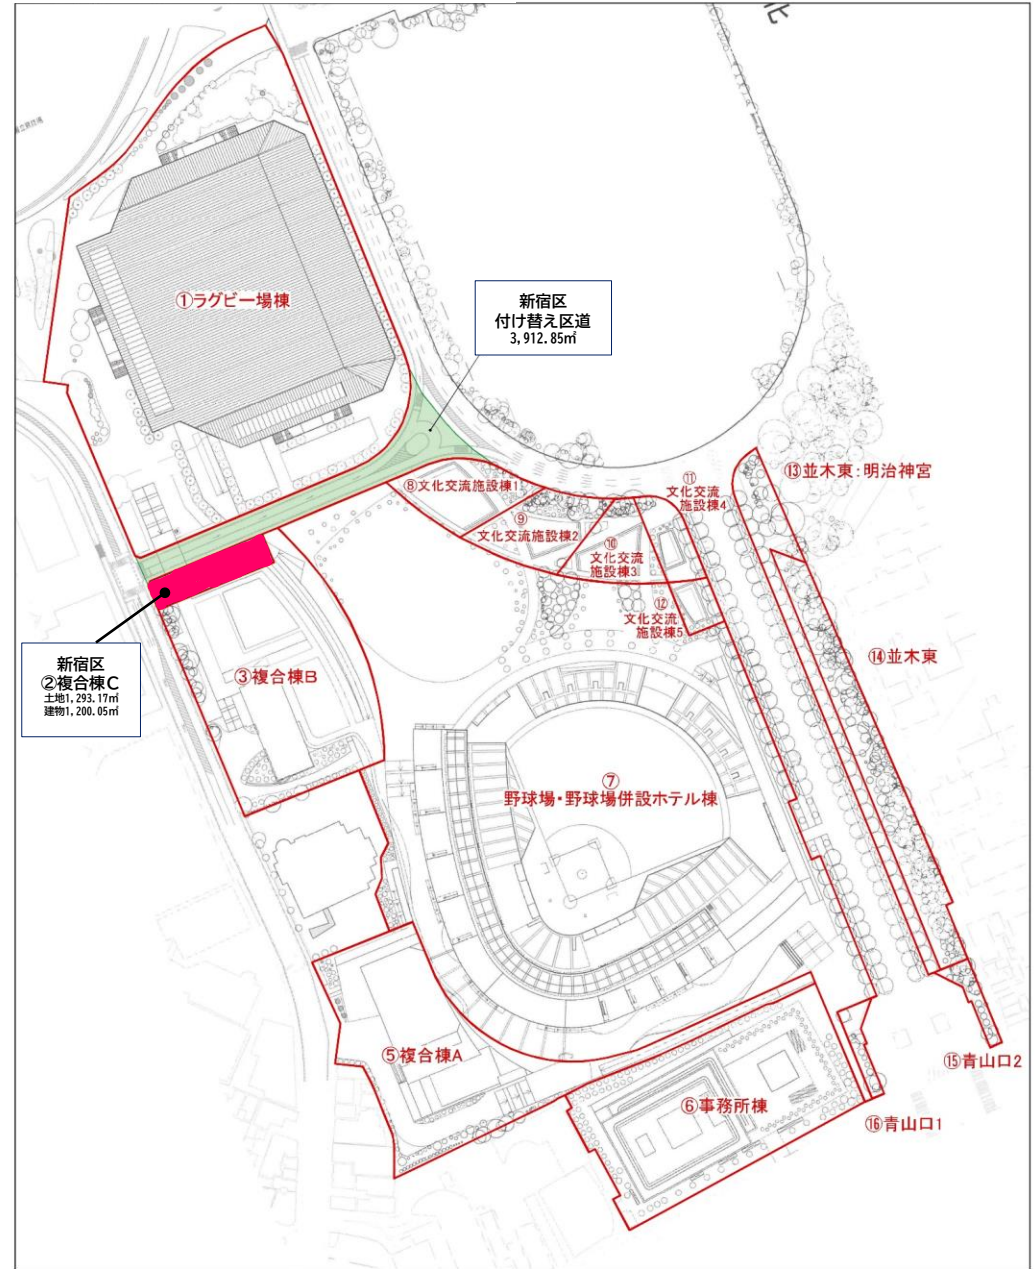 北
①ラグビー場棟
新宿区
付け替え区道
3,912.85㎡
⑧文化交流施設棟1
⑨
文化交流施設棟2
⑩
文化交流
施設棟3
⑪
文化交流
施設棟4
⑫
文化交流
施設棟5
⑬並木東:明治神宮
⑭並木東
新宿区
②複合棟C
土地1,293.17㎡
建物1,200.05㎡
③複合棟B
⑦
野球場・野球場併設ホテル棟
⑤複合棟A
⑥事務所棟
⑮青山口2
⑯青山口1